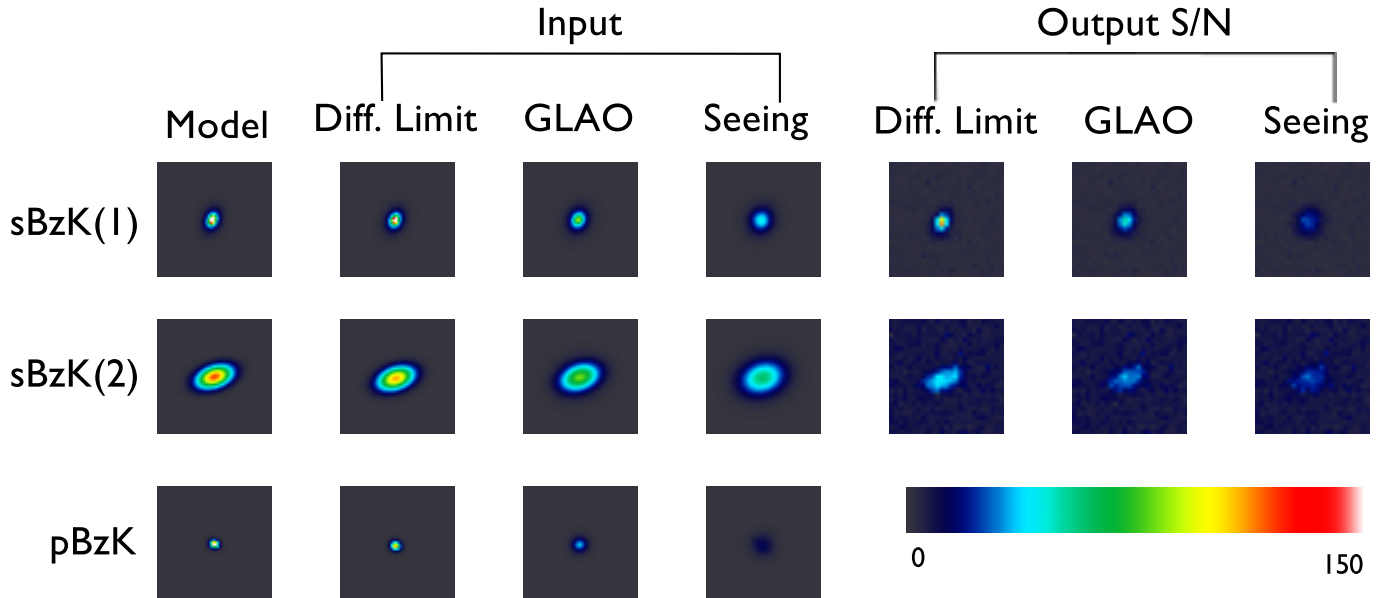 Input
Output S/N
Model
Diff. Limit
GLAO
Seeing
Diff. Limit
GLAO
Seeing
sBzK(1)
sBzK(2)
pBzK
0
150